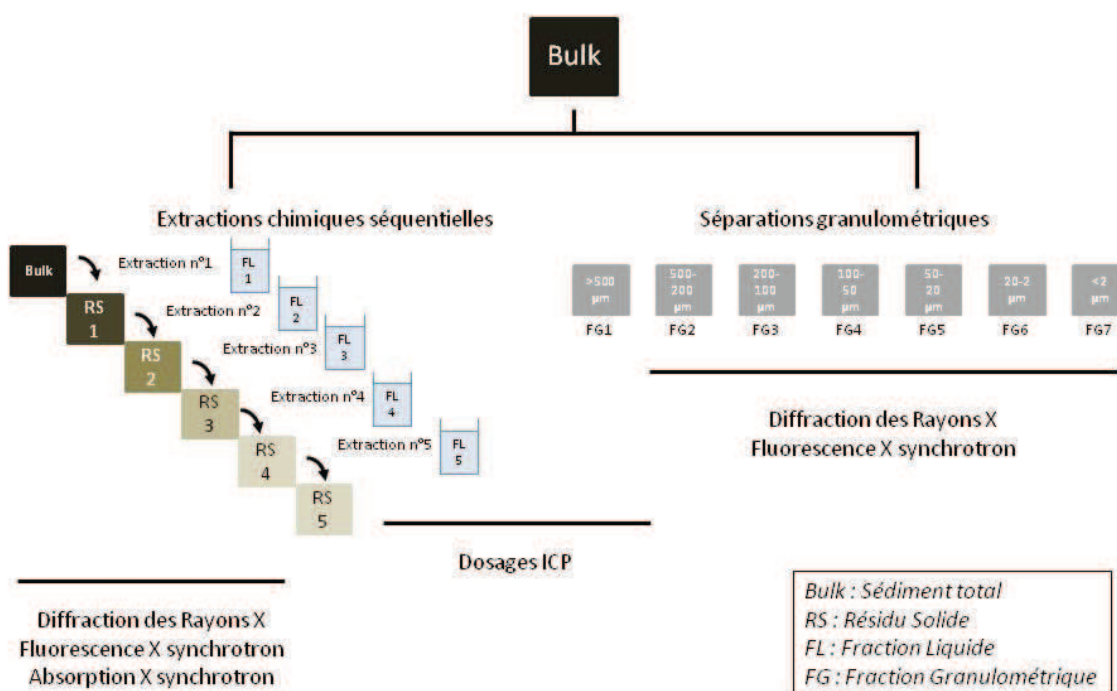 Bulk
Extractions chimiques séquentielles
Bulk
Extraction n°1
FL
1
RS
1
Extraction n°2
FL
2
RS
2
Extraction n°3
FL
3
RS
3
Extraction n°4
FL
4
RS
4
Extraction n°5
FL
5
RS
5
Dosages ICP
Diffraction des Rayons X
Fluorescence X synchrotron
Absorption X synchrotron
Séparations granulométriques
>500
µm
500-
200
µm
200-
100
µm
100-
50
µm
50-
20
µm
20-2
µm
<2
µm
FG1 FG2 FG3 FG4 FG5 FG6 FG7
Diffraction des Rayons X
Fluorescence X synchrotron
Bulk : Sédiment total
RS : Résidu Solide
FL : Fraction Liquide
FG : Fraction Granulométrique